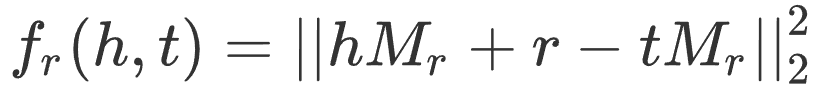 f_r(h, t) = ||hM_r + r − tM_r||_2^2